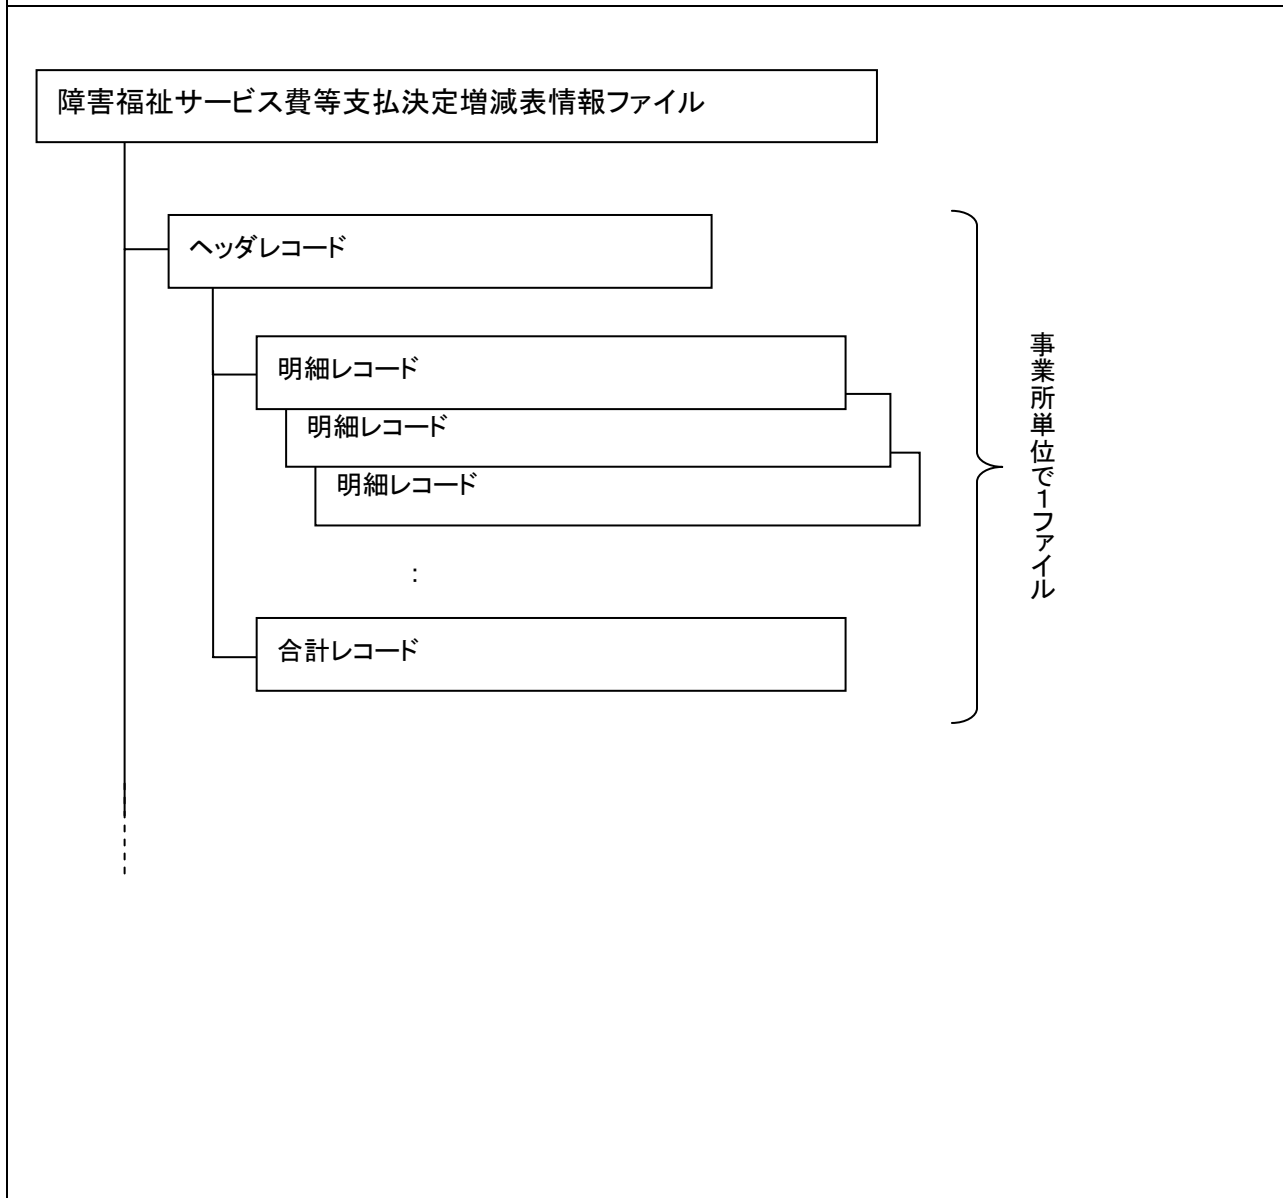 障害福祉サービス費等支払決定増減表情報ファイル
ヘッダレコード
明細レコード
明細レコード
明細レコード
:
合計レコード
事業所単位で1ファイル